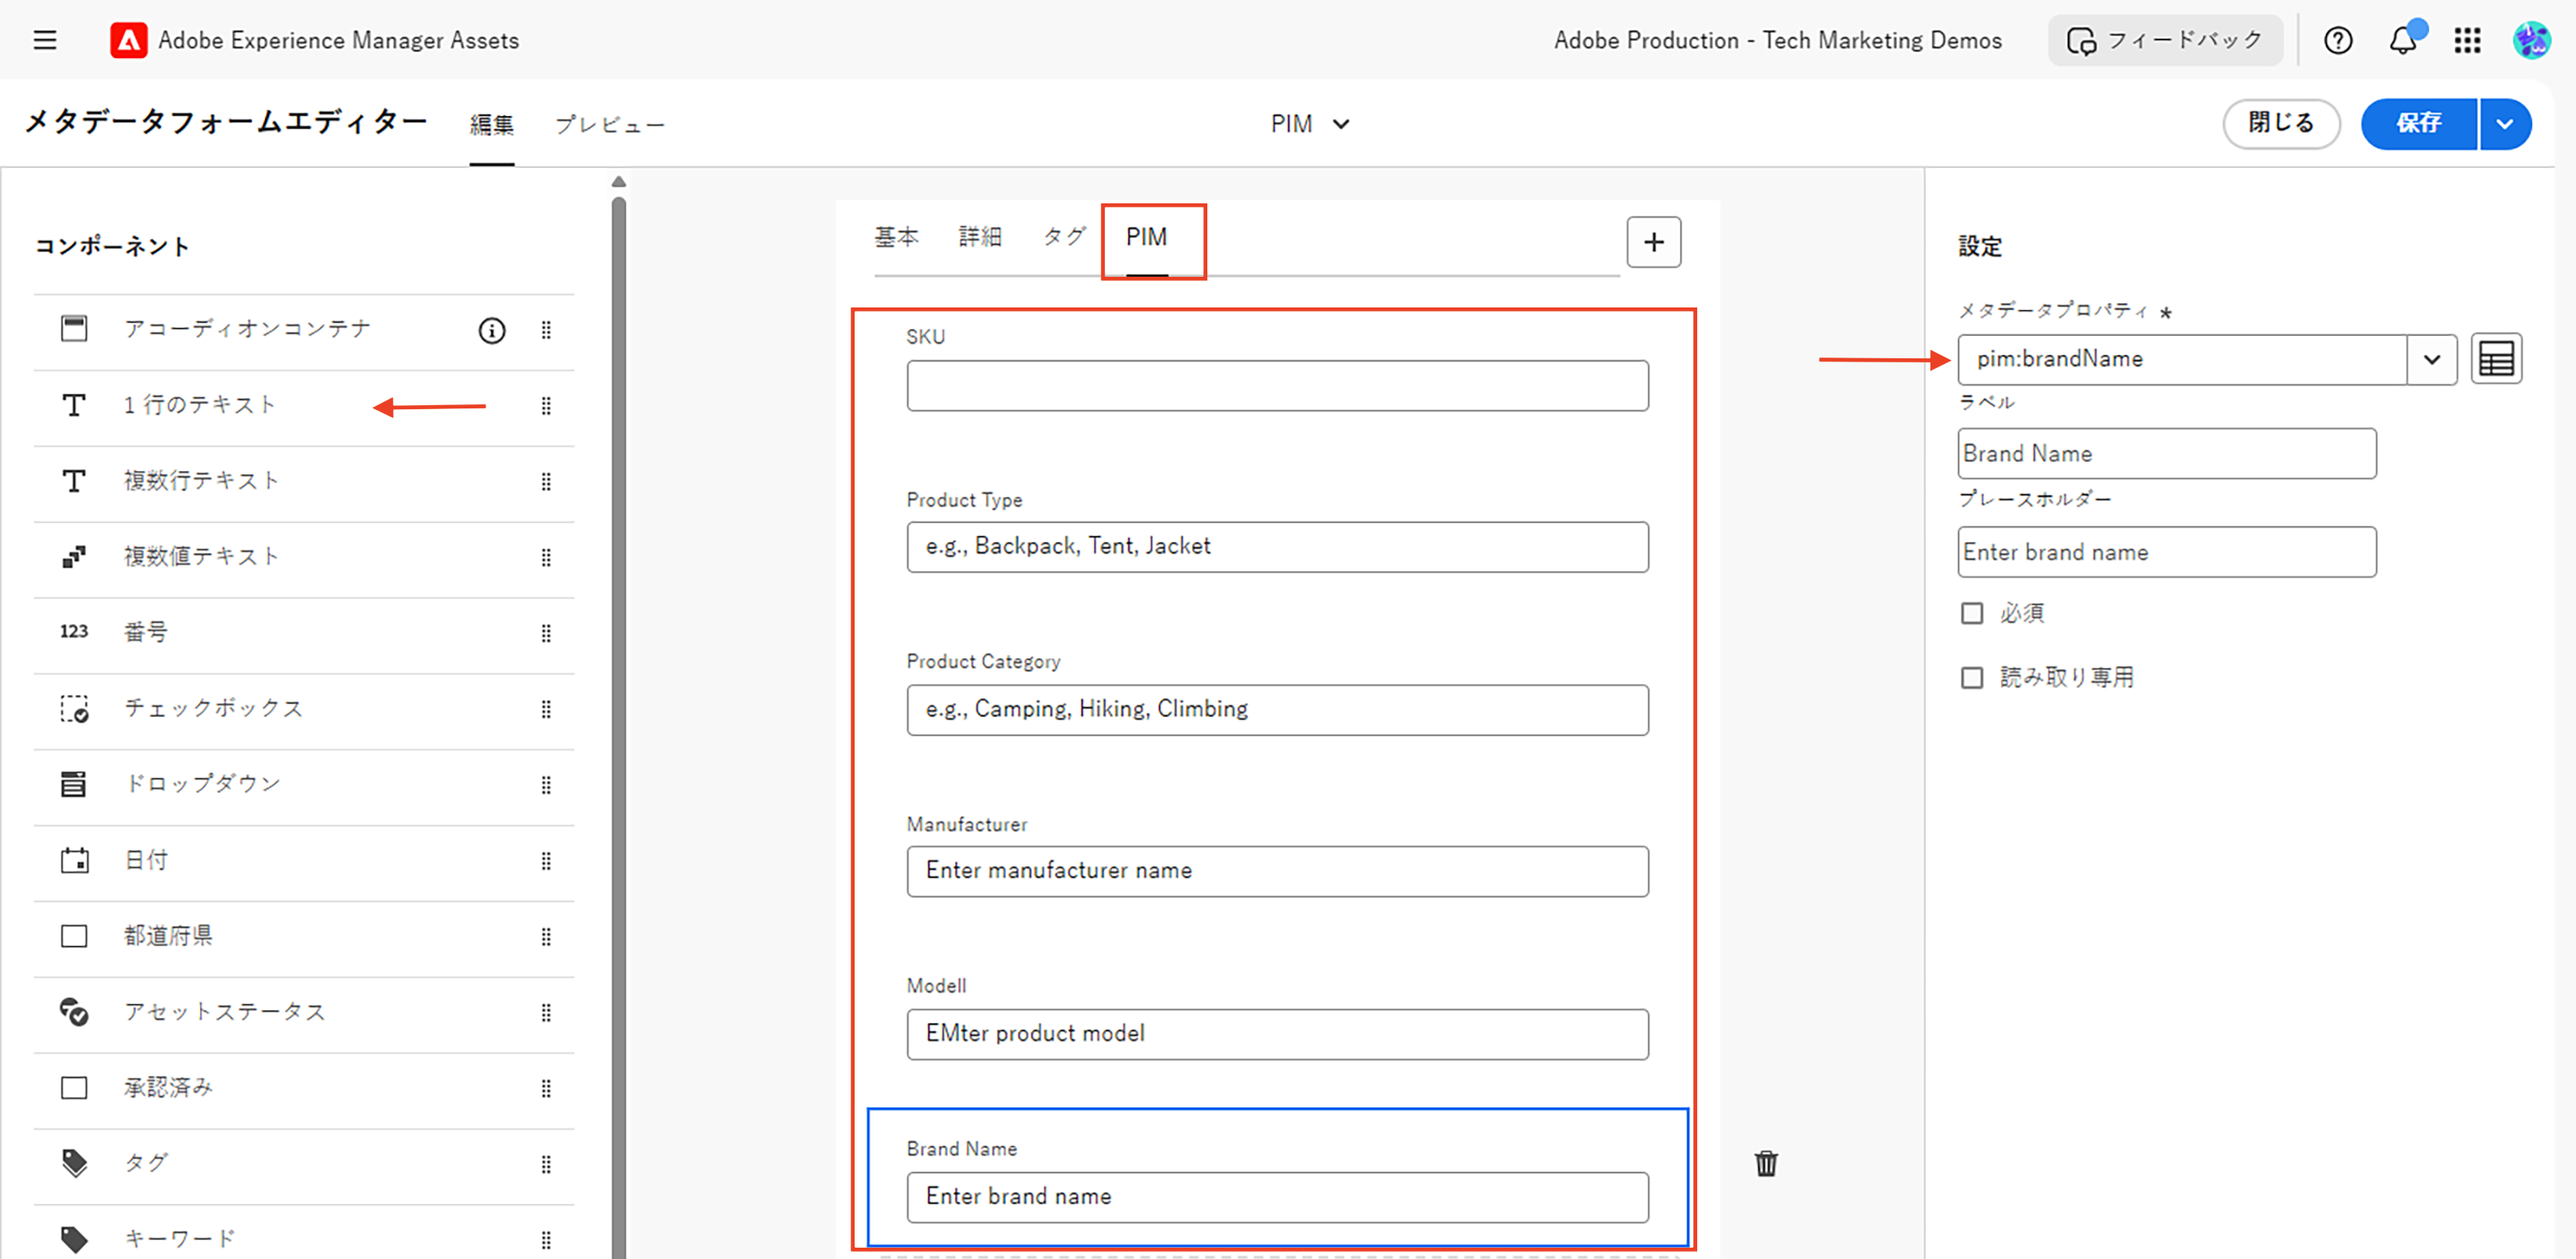 Adobe Experience Manager Assets
Adobe Production - Tech Marketing Demos
フィードバック
メタデータフォームエディター
編集
プレビュー
PIM
閉じる
保存
コンポーネント
アコーディオンコンテナ
1 行のテキスト
複数行テキスト
複数値テキスト
123 番号
チェックボックス
ドロップダウン
日付
都道府県
アセットステータス
承認済み
タグ
キーワード
基本
詳細
タグ
PIM
SKU
Product Type
e.g., Backpack, Tent, Jacket
Product Category
e.g., Camping, Hiking, Climbing
Manufacturer
Enter manufacturer name
Modell
EMter product model
Brand Name
Enter brand name
設定
メタデータプロパティ *
pim:brandName
ラベル
Brand Name
プレースホルダー
Enter brand name
必須
読み取り専用